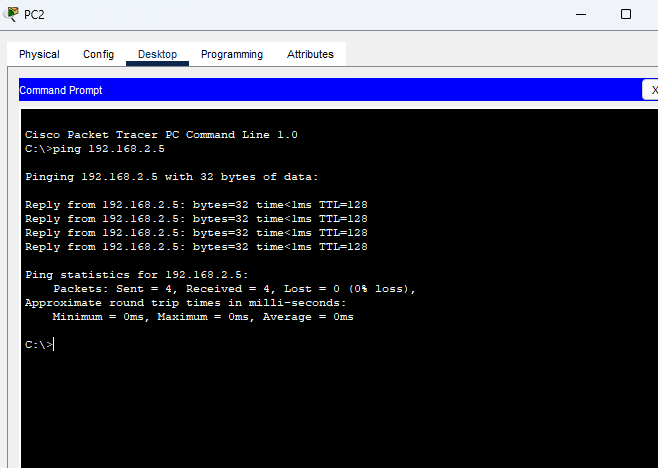 PC2
Physical Config Desktop Programming Attributes
Command Prompt
X
Cisco Packet Tracer PC Command Line 1.0
C:\>ping 192.168.2.5
Pinging 192.168.2.5 with 32 bytes of data:
Reply from 192.168.2.5: bytes=32 time<1ms TTL=128
Reply from 192.168.2.5: bytes=32 time<1ms TTL=128
Reply from 192.168.2.5: bytes=32 time<1ms TTL=128
Reply from 192.168.2.5: bytes=32 time<1ms TTL=128
Ping statistics for 192.168.2.5:
Packets: Sent = 4, Received = 4, Lost = 0 (0% loss),
Approximate round trip times in milli-seconds:
Minimum = 0ms, Maximum = 0ms, Average = 0ms
C:\>